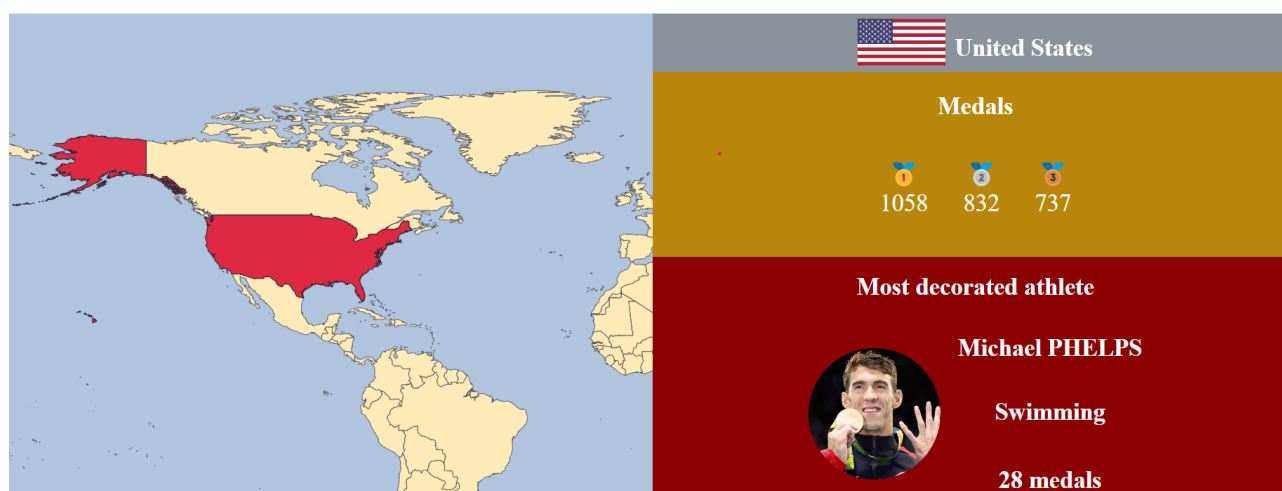 United States
Medals
1 2 3
1058 832 737
Most decorated athlete
Michael PHELPS
Swimming
28 medals